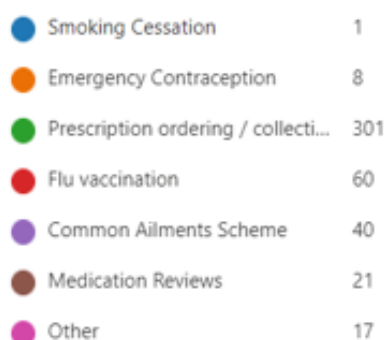 Smoking Cessation 1
Emergency Contraception 8
Prescription ordering / collecti... 301
Flu vaccination 60
Common Ailments Scheme 40
Medication Reviews 21
Other 17